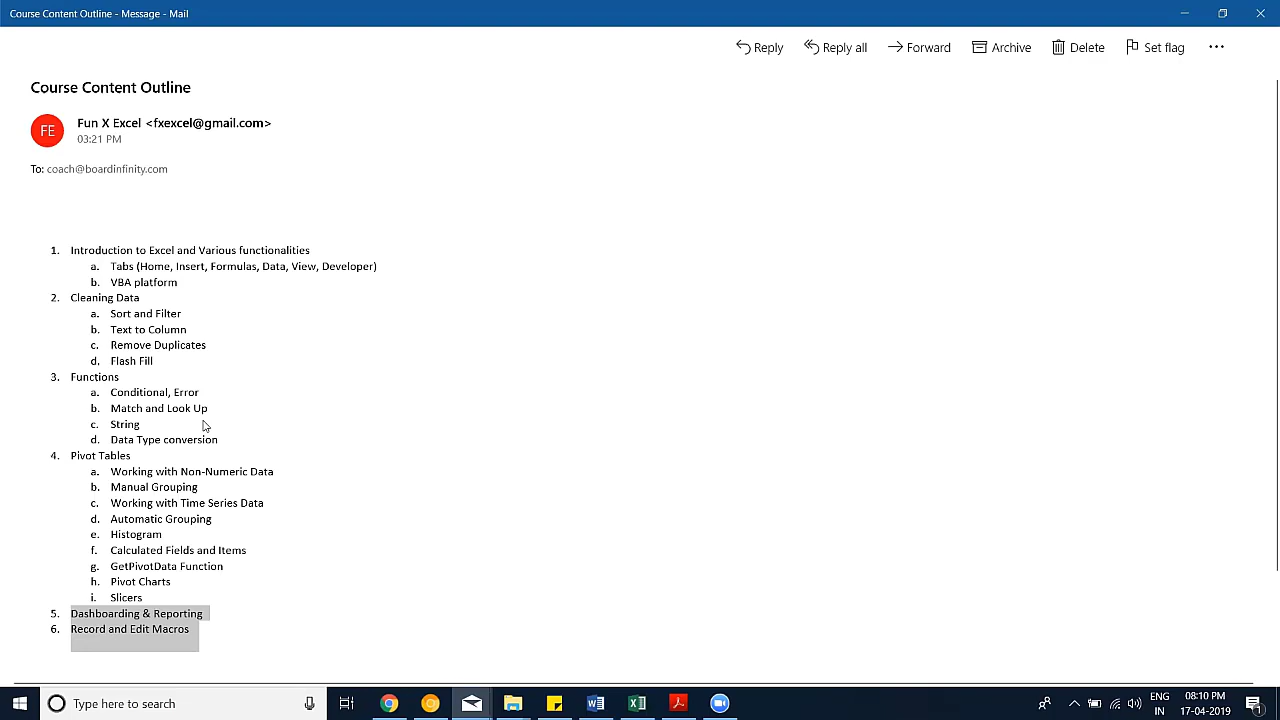 Course Content Outline - Message - Mail
Reply
Reply all
Forward
Archive
Delete
Set flag
Course Content Outline
FE
Fun X Excel <fxexcel@gmail.com>
03:21 PM
To: coach@boardinfinity.com
1. Introduction to Excel and Various functionalities
a. Tabs (Home, Insert, Formulas, Data, View, Developer)
b. VBA platform
2. Cleaning Data
a. Sort and Filter
b. Text to Column
c. Remove Duplicates
d. Flash Fill
3. Functions
a. Conditional, Error
b. Match and Look Up
c. String
d. Data Type conversion
4. Pivot Tables
a. Working with Non-Numeric Data
b. Manual Grouping
c. Working with Time Series Data
d. Automatic Grouping
e. Histogram
f. Calculated Fields and Items
g. GetPivotData Function
h. Pivot Charts
i. Slicers
5. Dashboarding & Reporting
6. Record and Edit Macros
Type here to search
ENG
IN
08:10 PM
17-04-2019